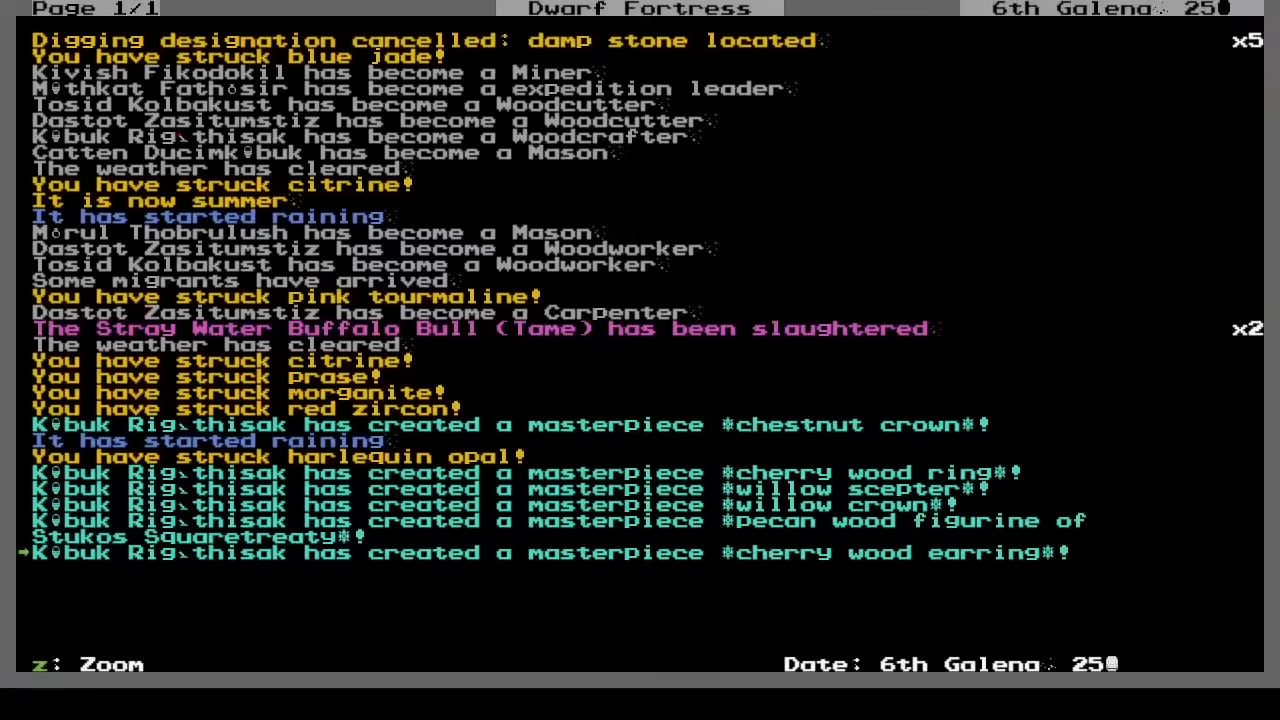 Page 1/1 Dwarf Fortress 6th Galena, 250
Digging designation cancelled: damp stone located. x5
You have struck blue jade!
Kivish Fikodokil has become a Miner.
has become a expedition leader.
Tosid Kolbakust has become a Woodcutter.
Dastot Zasitumstiz has become a Woodcutter.
has become a Woodcrafter.
Catten has become a Mason.
The weather has cleared.
You have struck citrine!
It is now summer.
It has started raining.
Thobrulush has become a Mason.
Dastot Zasitumstiz has become a Woodworker.
Tosid Kolbakust has become a Woodworker.
Some migrants have arrived.
You have struck pink tourmaline!
Dastot Zasitumstiz has become a Carpenter.
The Stray Water Buffalo Bull (Tame) has been slaughtered. x2
The weather has cleared.
You have struck citrine!
You have struck prase!
You have struck morganite!
You have struck red zircon!
has created a masterpiece ☼chestnut crown☼!
It has started raining.
You have struck harlequin opal!
has created a masterpiece ☼cherry wood ring☼!
has created a masterpiece ☼willow scepter☼!
has created a masterpiece ☼willow crown☼!
has created a masterpiece ☼pecan wood figurine of
Stukos Squaretreaty☼!
→ has created a masterpiece ☼cherry wood earring☼!
z: Zoom Date: 6th Galena, 250